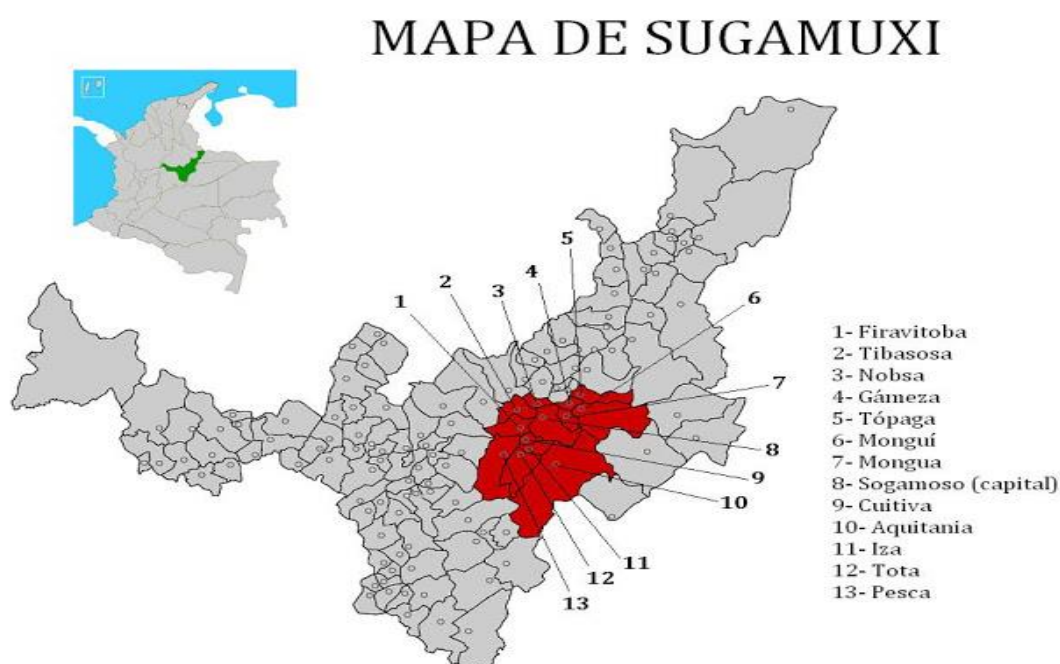 MAPA DE SUGAMUXI
5
4
2
3
1
6
7
8
9
10
11
12
13
1- Firavitoba
2- Tibasosa
3- Nobsa
4- Gámeza
5- Tópaga
6- Monguí
7- Mongua
8- Sogamoso (capital)
9- Cuitiva
10- Aquitania
11- Iza
12- Tota
13- Pesca